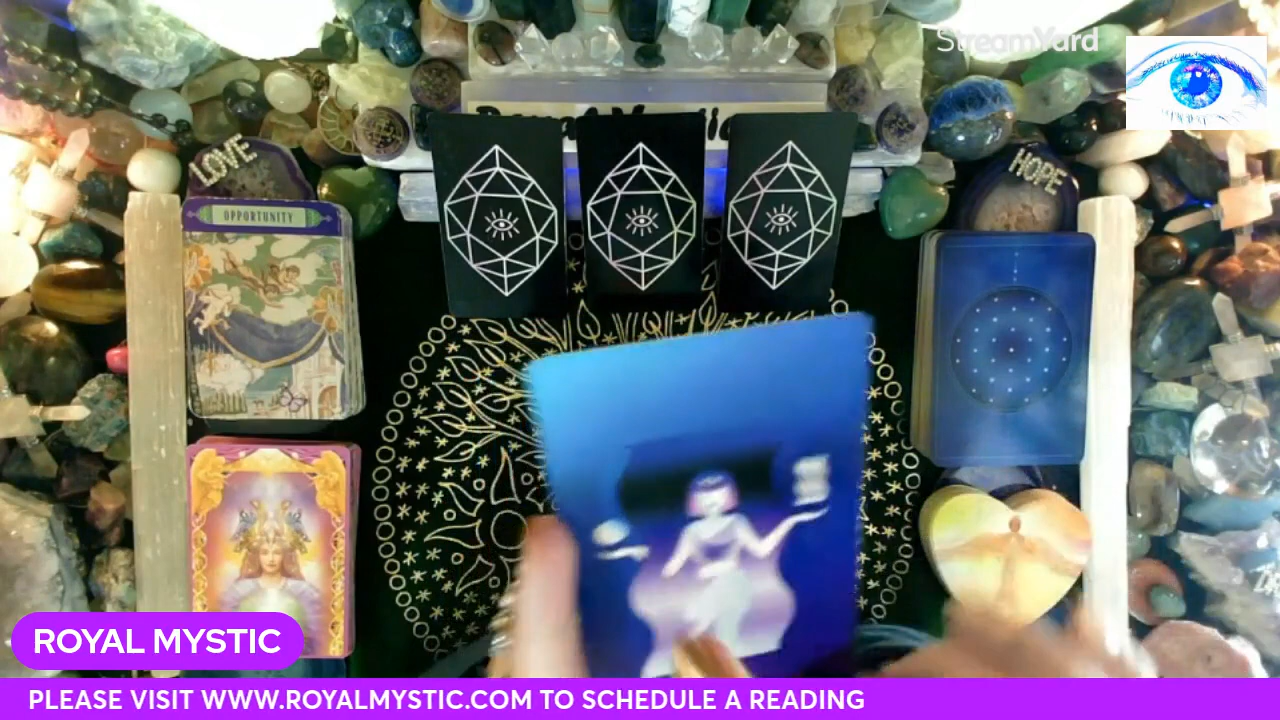 StreamYard
LOVE
HOPE
OPPORTUNITY
ROYAL MYSTIC
PLEASE VISIT WWW.ROYALMYSTIC.COM TO SCHEDULE A READING